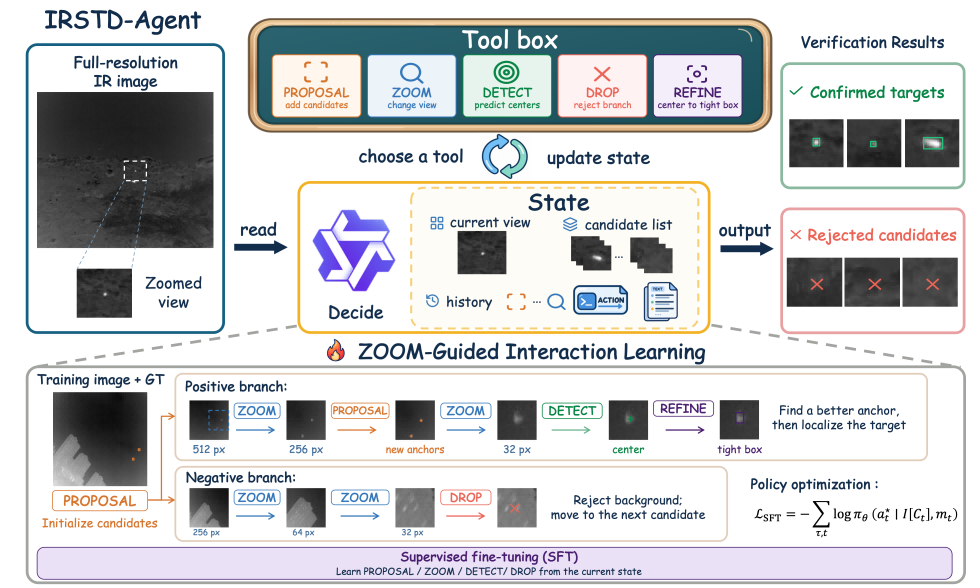 IRSTD-Agent
Full-resolution
IR image
Zoomed
view
Tool box
PROPOSAL
add candidates
ZOOM
change view
DETECT
predict centers
DROP
reject branch
REFINE
center to tight box
choose a tool
update state
read
Decide
State
current view
candidate list
...
history
...
ACTION
TEXT
output
Verification Results
✓ Confirmed targets
× Rejected candidates
ZOOM-Guided Interaction Learning
Training image + GT
PROPOSAL
Initialize candidates
Positive branch:
ZOOM
PROPOSAL
ZOOM
DETECT
REFINE
512 px
256 px
new anchors
32 px
center
tight box
Find a better anchor,
then localize the target
Negative branch:
ZOOM
ZOOM
DROP
256 px
64 px
32 px
Reject background;
move to the next candidate
Policy optimization :
ℒ_SFT = − ∑_{τ,t} log π_θ (a_t^⋆ | I[C_t], m_t)
Supervised fine-tuning (SFT)
Learn PROPOSAL / ZOOM / DETECT/ DROP from the current state